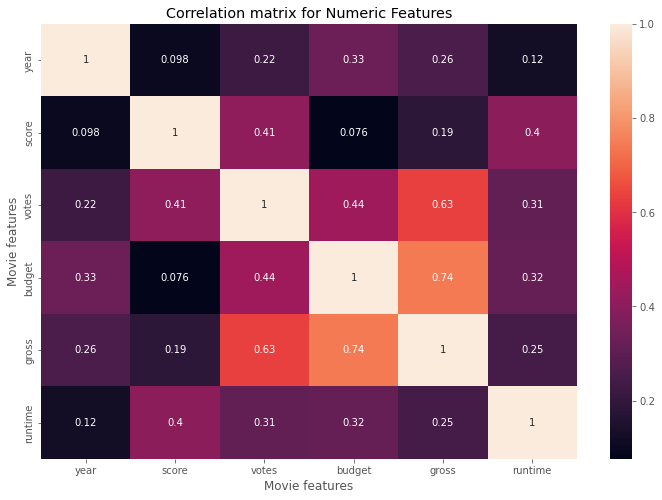 Correlation matrix for Numeric Features
year 1 0.098 0.22 0.33 0.26 0.12
score 0.098 1 0.41 0.076 0.19 0.4
votes 0.22 0.41 1 0.44 0.63 0.31
budget 0.33 0.076 0.44 1 0.74 0.32
gross 0.26 0.19 0.63 0.74 1 0.25
runtime 0.12 0.4 0.31 0.32 0.25 1
year score votes budget gross runtime
Movie features
Movie features
1.0
0.8
0.6
0.4
0.2